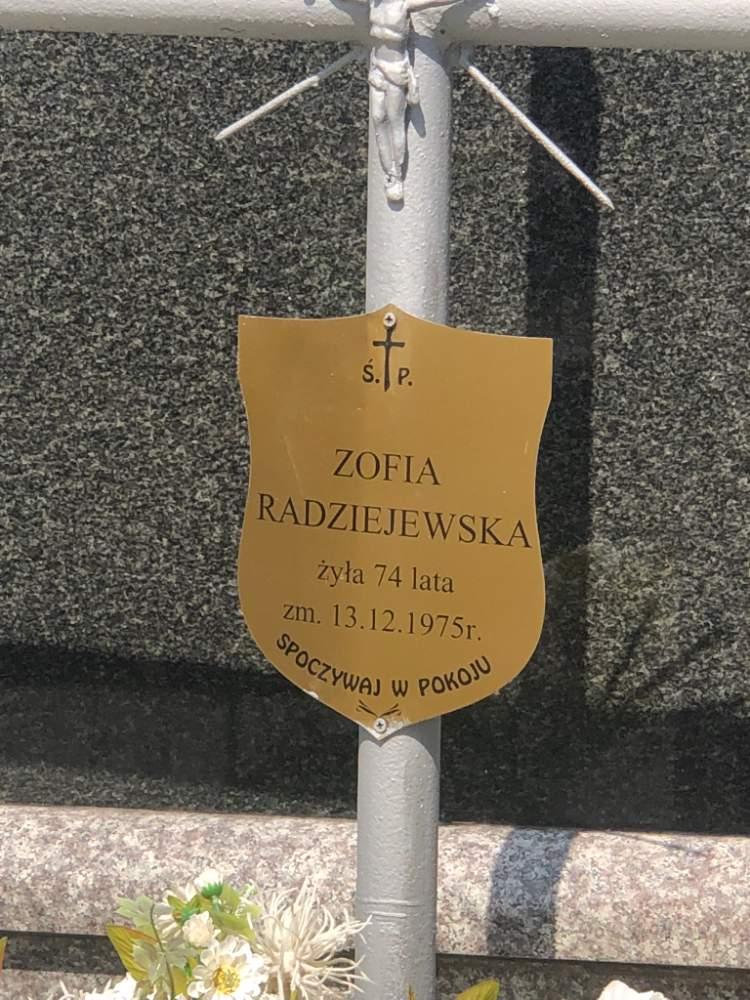 Ś. P.
ZOFIA
RADZIEJEWSKA
żyła 74 lata
zm. 13.12.1975r.
SPOCZYWAJ W POKOJU